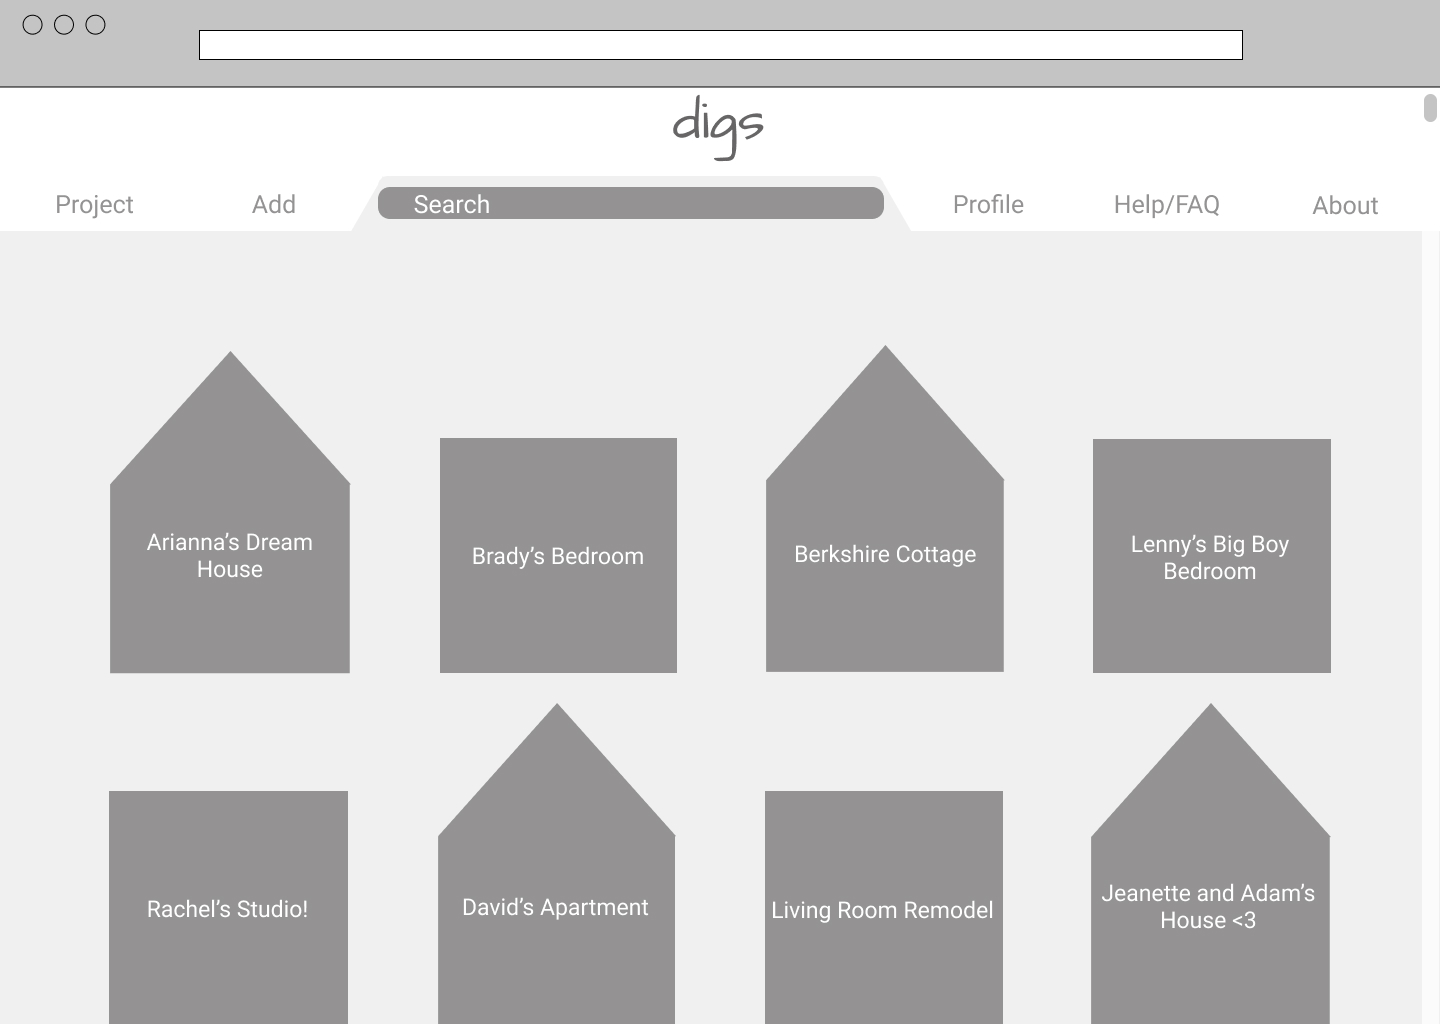 digs
Project
Add
Search
Profile
Help/FAQ
About
Arianna’s Dream
House
Brady’s Bedroom
Berkshire Cottage
Lenny’s Big Boy
Bedroom
Rachel’s Studio!
David’s Apartment
Living Room Remodel
Jeanette and Adam’s
House <3